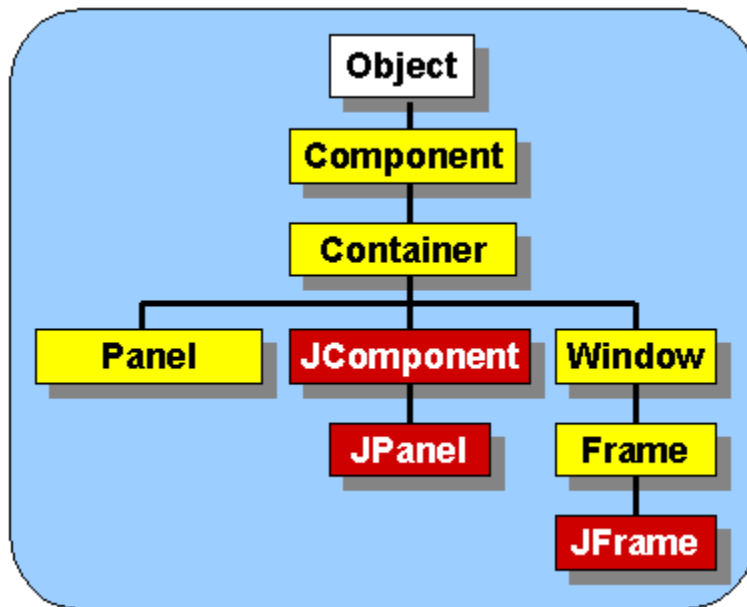 Object
Component
Container
Panel
JComponent
Window
JPanel
Frame
JFrame